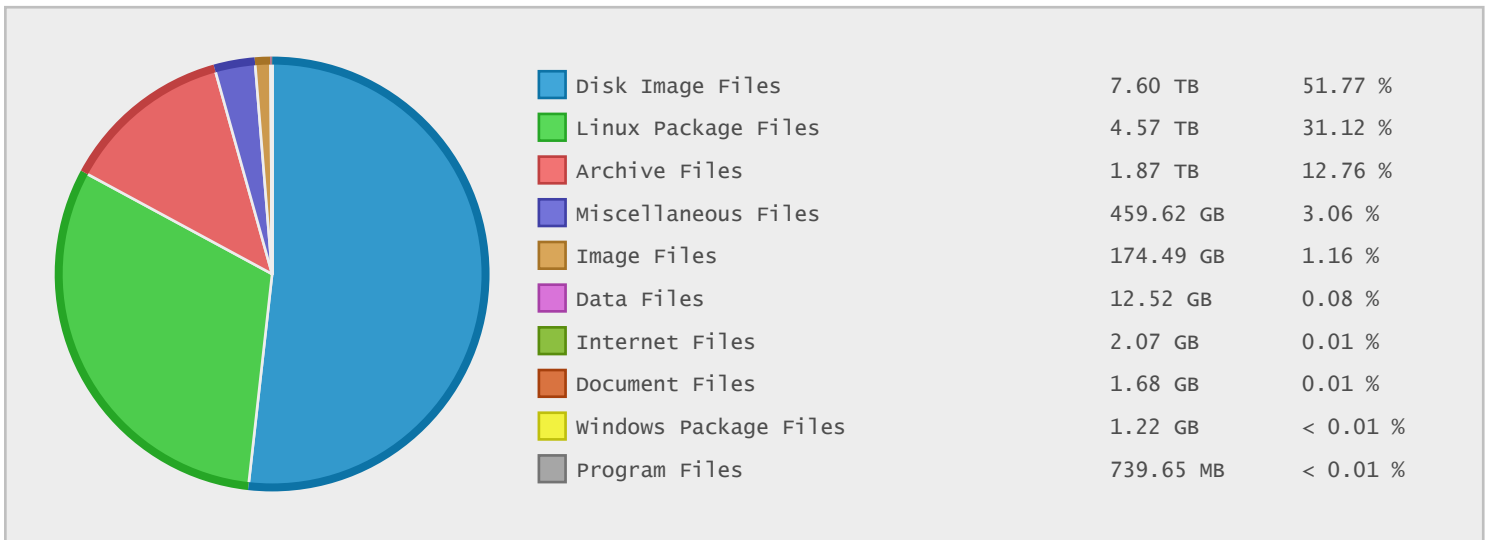 Disk Image Files 7.60 TB 51.77 %
Linux Package Files 4.57 TB 31.12 %
Archive Files 1.87 TB 12.76 %
Miscellaneous Files 459.62 GB 3.06 %
Image Files 174.49 GB 1.16 %
Data Files 12.52 GB 0.08 %
Internet Files 2.07 GB 0.01 %
Document Files 1.68 GB 0.01 %
Windows Package Files 1.22 GB < 0.01 %
Program Files 739.65 MB < 0.01 %